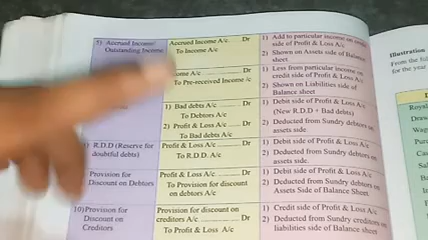 5) Accrued Income/
Outstanding Income
Accrued Income A/c. ...... Dr
To Income A/c
1) Add to particular income on credit
side of Profit & Loss A/c
2) Shown on Assets side of Balance
sheet
ome A/c ............ Dr
To Pre-received Income A/c
1) Less from particular income on
credit side of Profit & Loss A/c
2) Shown on Liabilities side of
Balance sheet
1) Bad debts A/c ............ Dr
To Debtors A/c
2) Profit & Loss A/c ...... Dr
To Bad debts A/c
1) Debit side of Profit & Loss A/c
(New R.D.D + Bad debts)
2) Deducted from Sundry debtors on
assets side.
) R.D.D (Reserve for
doubtful debts)
Profit & Loss A/c ............ Dr
To R.D.D. A/c
1) Debit side of Profit & Loss A/c
2) Deducted from Sundry debtors on
assets side.
Provision for
Discount on Debtors
Profit & Loss A/c ............ Dr
To Provision for discount
on debtors A/c
1) Debit side of Profit & Loss A/c
2) Deducted from Sundry debtors on
Assets Side of Balance Sheet.
10) Provision for
Discount on
Creditors
Provision for discount on
creditors A/c ............ Dr
To Profit & Loss A/c
1) Credit side of Profit & Loss A/c
2) Deducted from Sundry creditors on
liabilities side of Balance sheet
Illustration
From the
for the year
Roya
Draw
Wag
Pur
Ca
Sa
B
I